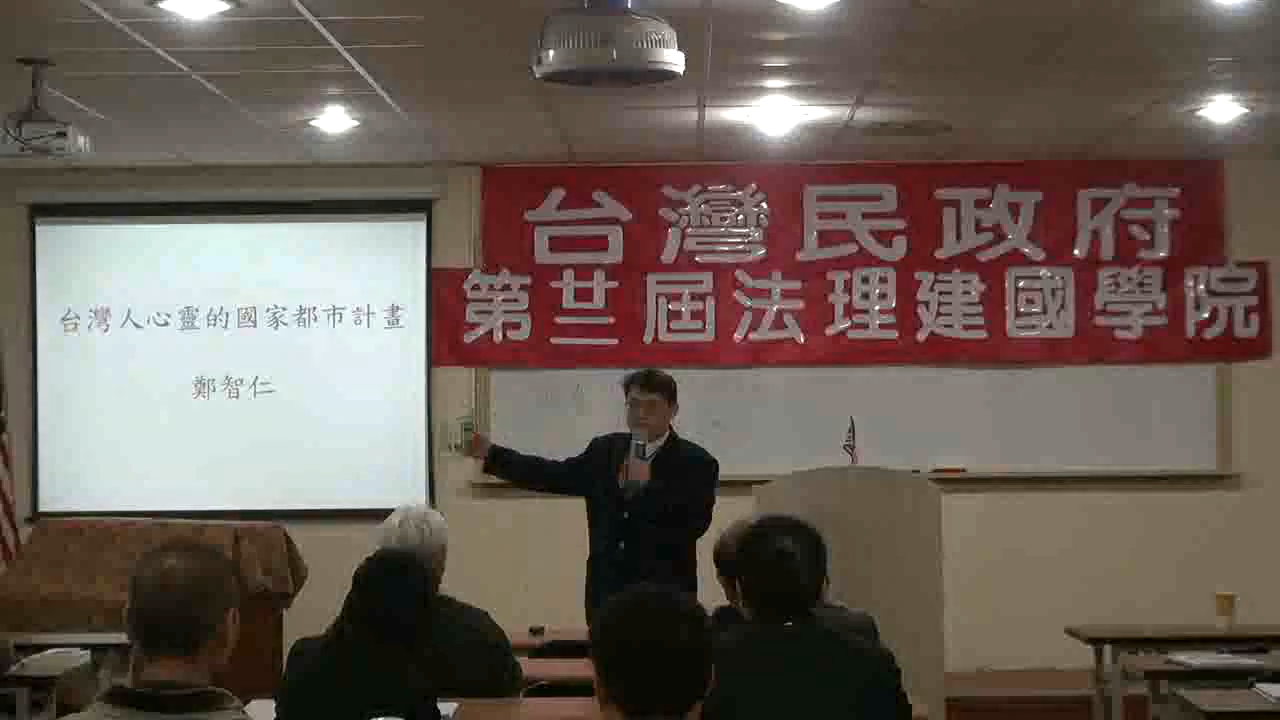 台灣民政府
第廿三屆法理建國學院
台灣人心靈的國家都市計畫
鄭智仁